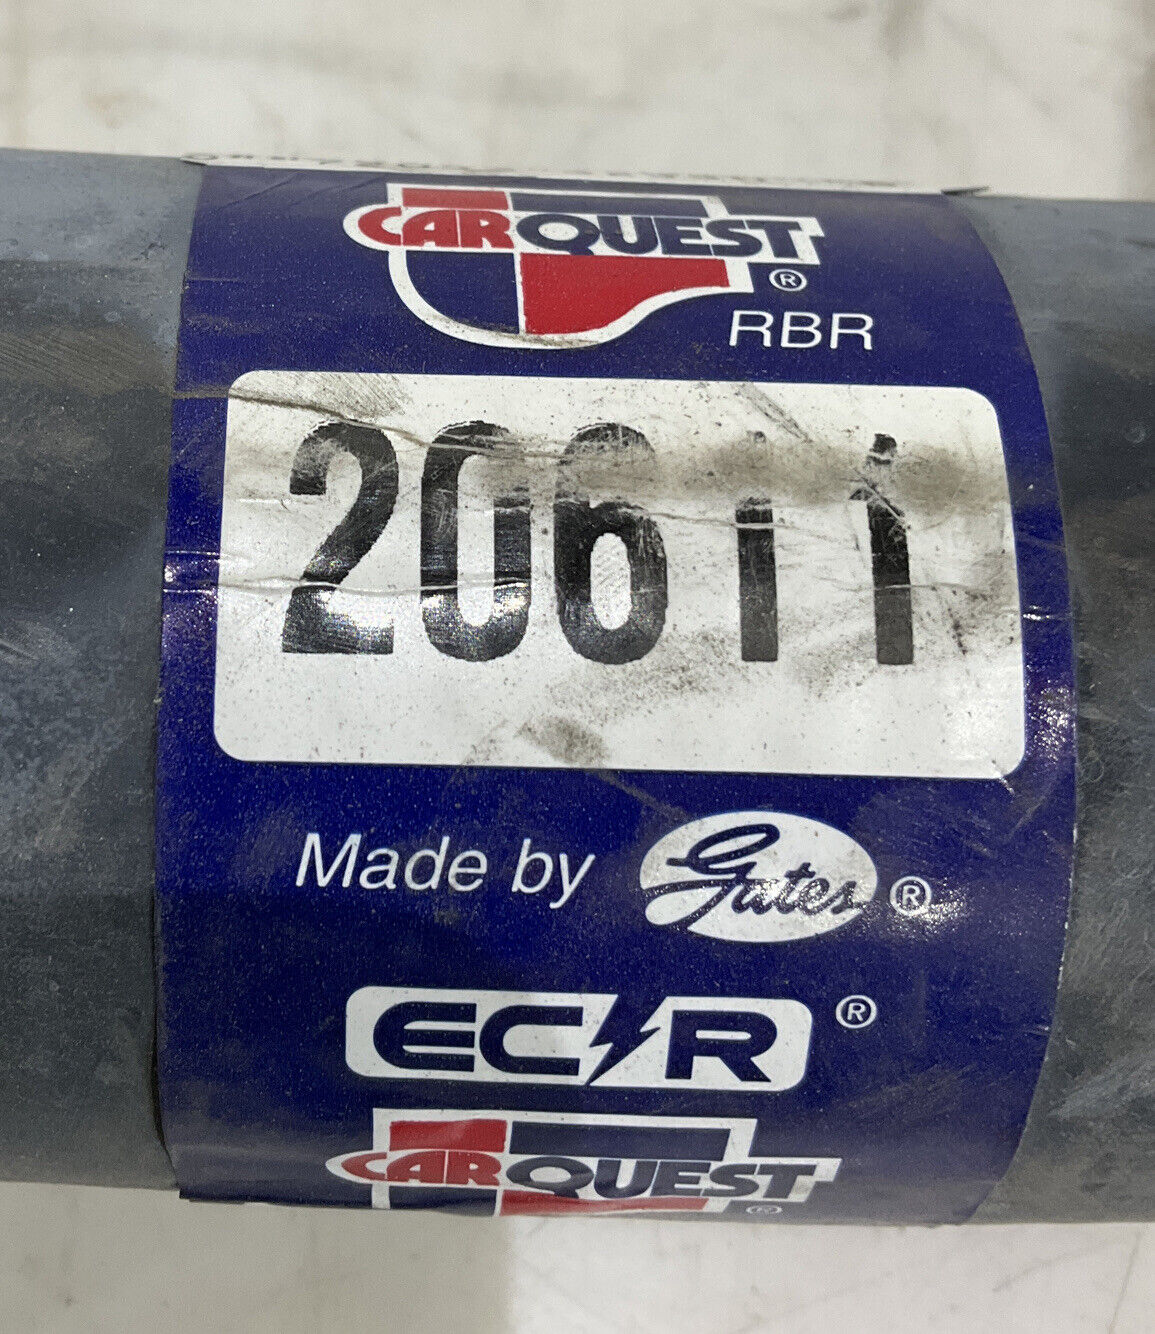 CARQUEST®
RBR
20611
Made by Gates®
EC/R®
CARQUEST®